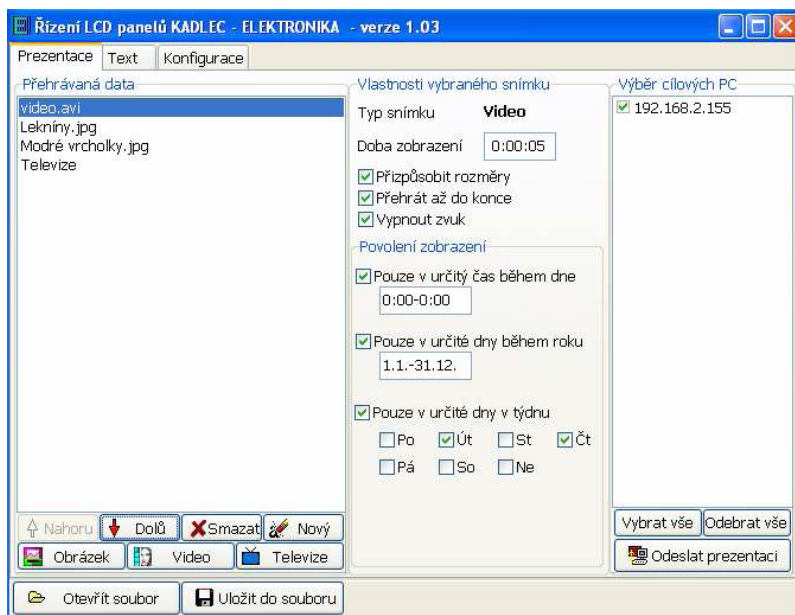 Řízení LCD panelů KADLEC - ELEKTRONIKA - verze 1.03
Prezentace Text Konfigurace
Přehrávaná data
video.avi
Lekníny.jpg
Modré vrcholky.jpg
Televize
Nahoru Dolů Smazat Nový
Obrázek Video Televize
Vlastnosti vybraného snímku
Typ snímku Video
Doba zobrazení 0:00:05
Přizpůsobit rozměry
Přehrát až do konce
Vypnout zvuk
Povolení zobrazení
Pouze v určitý čas během dne
0:00-0:00
Pouze v určité dny během roku
1.1.-31.12.
Pouze v určité dny v týdnu
Po Út St Čt
Pá So Ne
Výběr cílových PC
192.168.2.155
Vybrat vše Odebrat vše
Odeslat prezentaci
Otevřít soubor Uložit do souboru